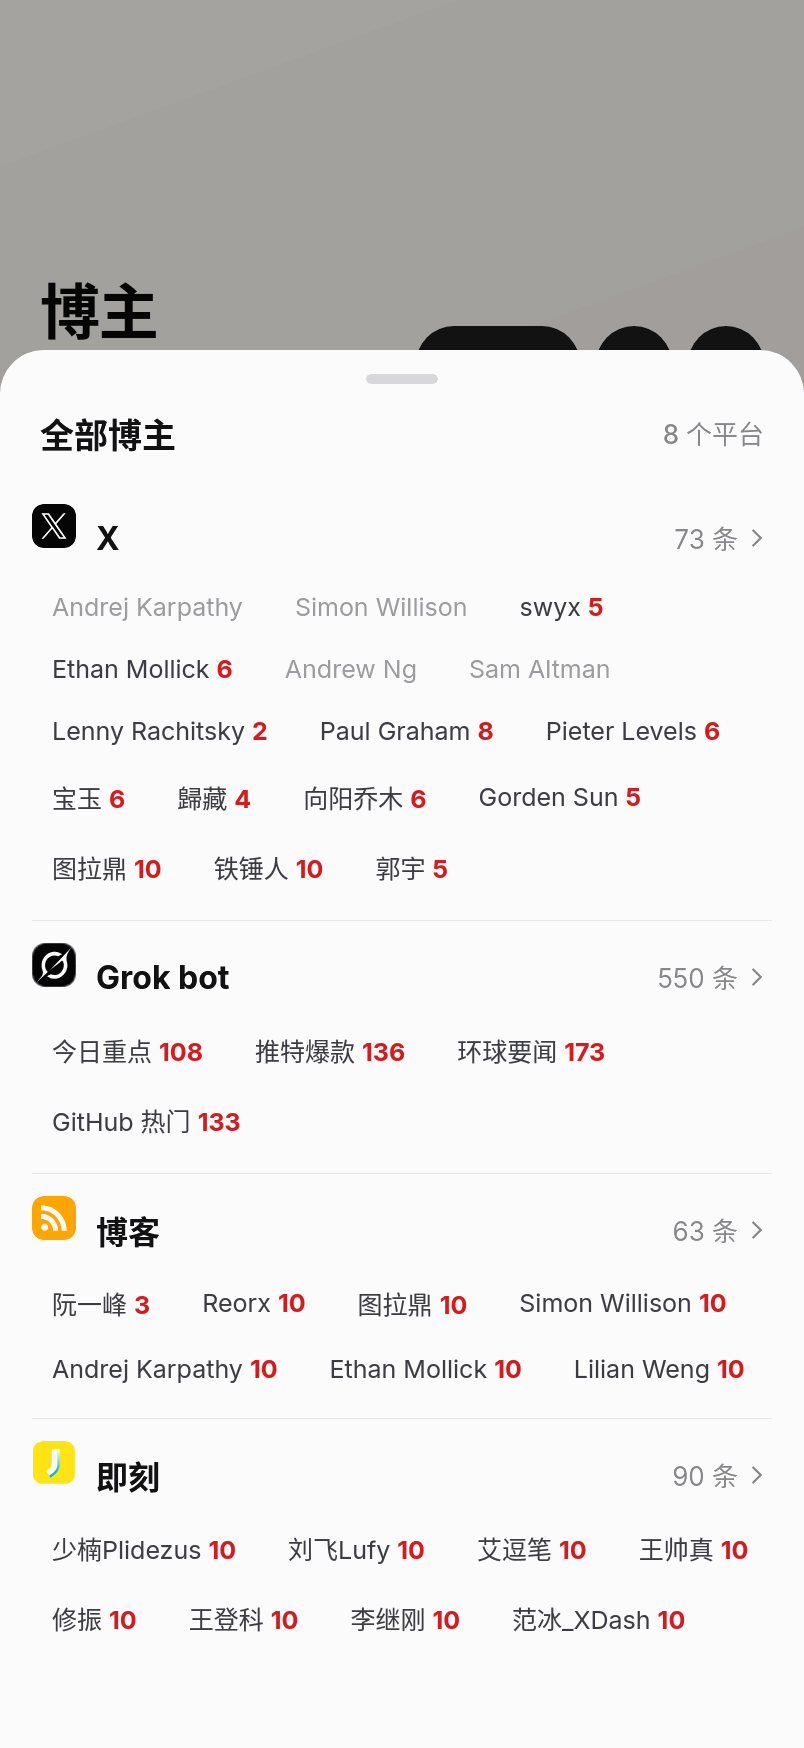 博主
全部博主 8 个平台
X 73 条
Andrej Karpathy Simon Willison swyx 5
Ethan Mollick 6 Andrew Ng Sam Altman
Lenny Rachitsky 2 Paul Graham 8 Pieter Levels 6
宝玉 6 歸藏 4 向阳乔木 6 Gorden Sun 5
图拉鼎 10 铁锤人 10 郭宇 5
Grok bot 550 条
今日重点 108 推特爆款 136 环球要闻 173
GitHub 热门 133
博客 63 条
阮一峰 3 Reorx 10 图拉鼎 10 Simon Willison 10
Andrej Karpathy 10 Ethan Mollick 10 Lilian Weng 10
即刻 90 条
少楠Plidezus 10 刘飞Lufy 10 艾逗笔 10 王帅真 10
修振 10 王登科 10 李继刚 10 范冰_XDash 10